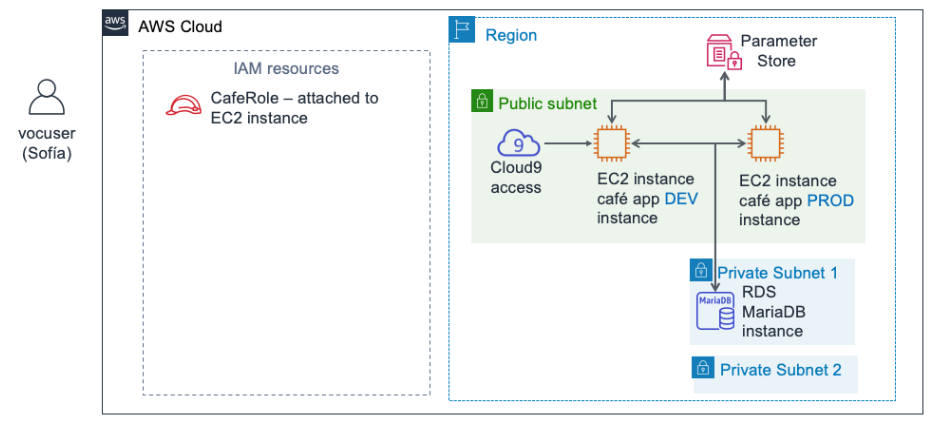 aws
AWS Cloud
Region
Parameter
Store
IAM resources
CafeRole – attached to
EC2 instance
vocuser
(Sofía)
Public subnet
9
Cloud9
access
EC2 instance
café app DEV
instance
EC2 instance
café app PROD
instance
Private Subnet 1
MariaDB
RDS
MariaDB
instance
Private Subnet 2